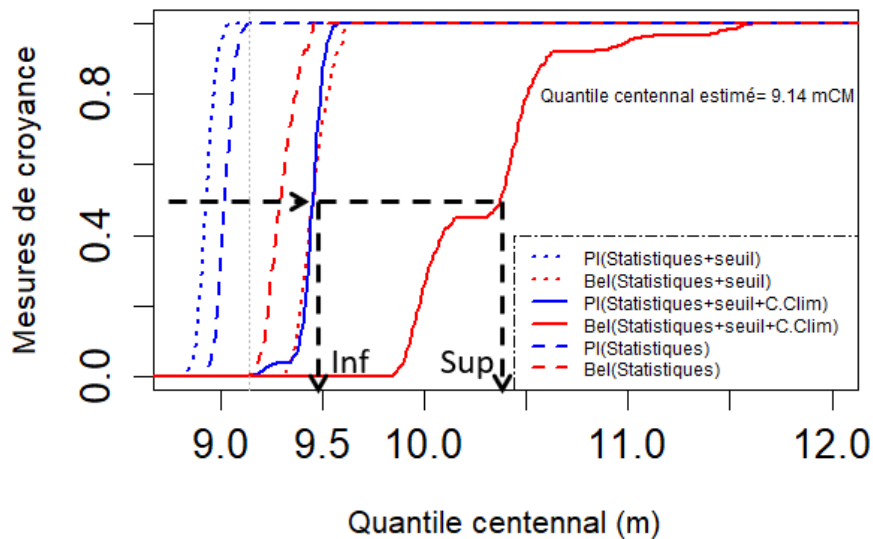 Mesures de croyance
0.8
0.4
0.0
Quantile centennal estimé= 9.14 mCM
Pl(Statistiques+seuil)
Bel(Statistiques+seuil)
Pl(Statistiques+seuil+C.Clim)
Bel(Statistiques+seuil+C.Clim)
Pl(Statistiques)
Bel(Statistiques)
Inf
Sup
9.0 9.5 10.0 11.0 12.0
Quantile centennal (m)